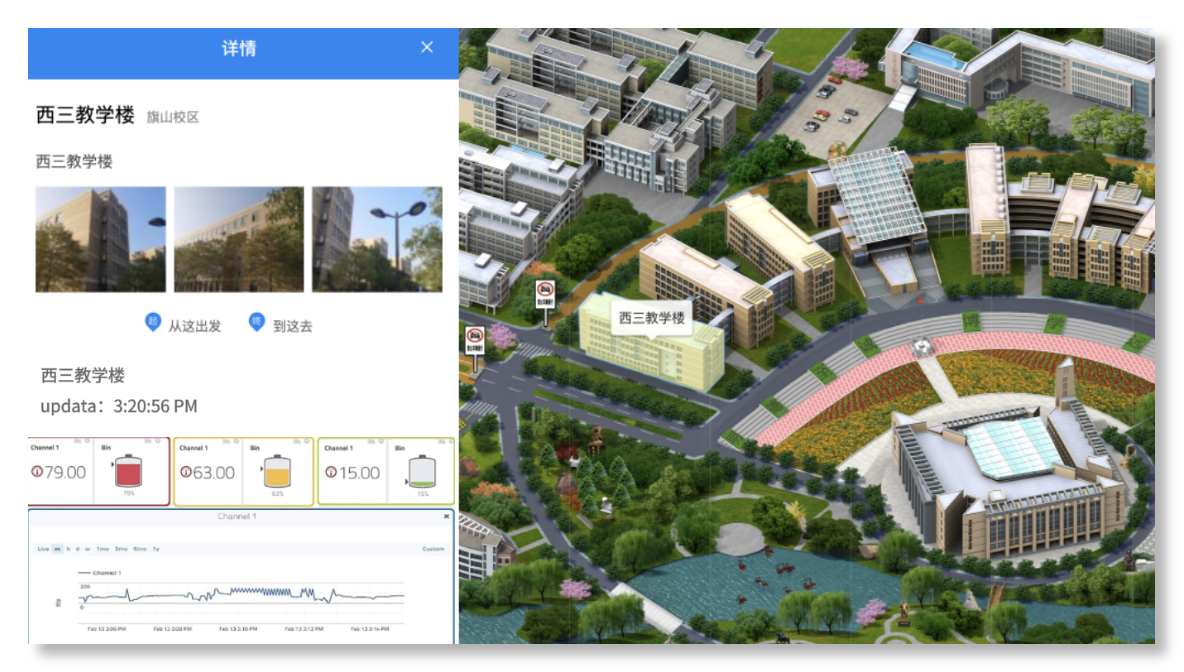 详情
×
西三教学楼 旗山校区
西三教学楼
起 从这出发 终 到这去
西三教学楼
updata：3:20:56 PM
Channel 1 Bin Channel 1 Bin Channel 1 Bin
79.00 63.00 15.00
79% 63% 15%
Channel 1
Live m h d w 1mo 3mo 6mo 1y Custom
Channel 1
200
0
Feb 13 3:06 PM Feb 13 3:08 PM Feb 13 3:10 PM Feb 13 3:12 PM Feb 13 3:14 PM
西三教学楼
博 学